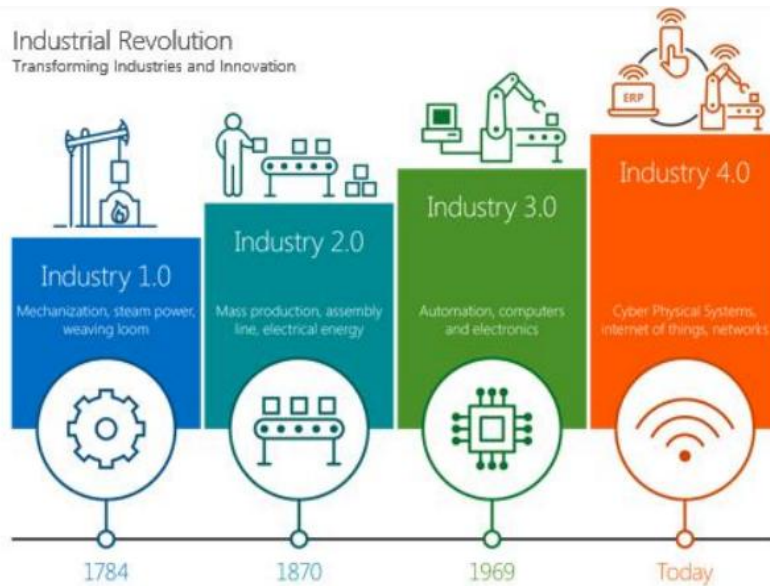 Industrial Revolution
Transforming Industries and Innovation
ERP
Industry 1.0
Mechanization, steam power,
weaving loom
Industry 2.0
Mass production, assembly
line, electrical energy
Industry 3.0
Automation, computers
and electronics
Industry 4.0
Cyber Physical Systems,
internet of things, networks
1784
1870
1969
Today